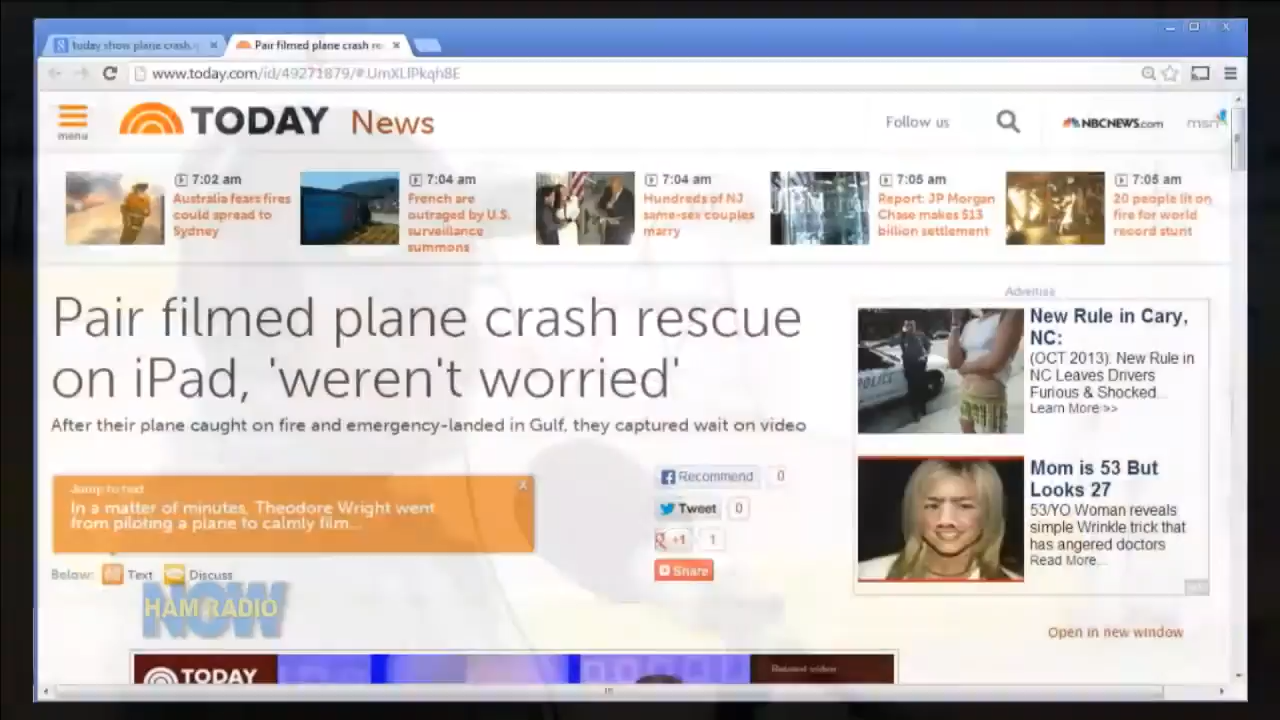 today show plane crash
Pair filmed plane crash re
www.today.com/id/49271879/#.UmXLIPkqh8E
menu
TODAY News
Follow us
NBCNEWS.com
msn
7:02 am
Australia fears fires
could spread to
Sydney
7:04 am
French are
outraged by U.S.
surveillance
summons
7:04 am
Hundreds of NJ
same-sex couples
marry
7:05 am
Report: JP Morgan
Chase makes $13
billion settlement
7:05 am
20 people lit on
fire for world
record stunt
Pair filmed plane crash rescue
on iPad, 'weren't worried'
After their plane caught on fire and emergency-landed in Gulf, they captured wait on video
Advertise
New Rule in Cary,
NC:
(OCT 2013): New Rule in
NC Leaves Drivers
Furious & Shocked...
Learn More >>
POLICE
Mom is 53 But
Looks 27
53/YO Woman reveals
simple Wrinkle trick that
has angered doctors
Read More...
Jump to text
In a matter of minutes, Theodore Wright went
from piloting a plane to calmly film...
Recommend 0
Tweet 0
+1 1
Share
Below: Text Discuss
HAM RADIO
NOW
Open in new window
TODAY
Related video